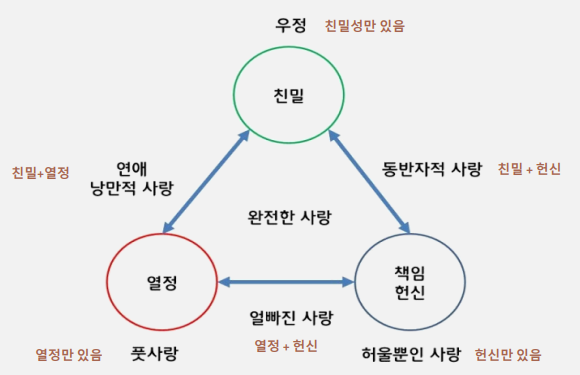 우정 친밀성만 있음
친밀
친밀+열정
연애
낭만적 사랑
동반자적 사랑 친밀 + 헌신
완전한 사랑
열정
책임
헌신
얼빠진 사랑
열정 + 헌신
열정만 있음 풋사랑
허울뿐인 사랑 헌신만 있음